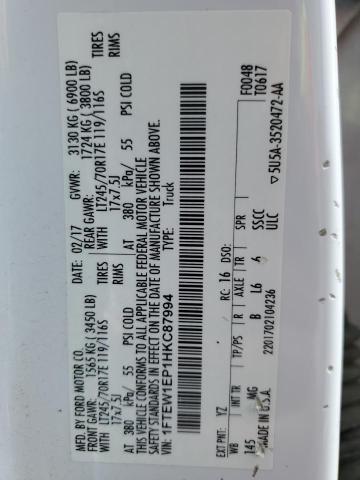 MFD. BY FORD MOTOR CO.
DATE: 02/17 GVWR: 3130 KG ( 6900 LB)
FRONT GAWR: 1565 KG ( 3450 LB) REAR GAWR: 1724 KG ( 3800 LB)
WITH LT245/70R17E 119/116S TIRES WITH LT245/70R17E 119/116S TIRES
17x7.5J RIMS 17x7.5J RIMS
AT 380 kPa/ 55 PSI COLD AT 380 kPa/ 55 PSI COLD
THIS VEHICLE CONFORMS TO ALL APPLICABLE FEDERAL MOTOR VEHICLE
SAFETY STANDARDS IN EFFECT ON THE DATE OF MANUFACTURE SHOWN ABOVE.
VIN: 1FTEW1EP1HKC87994 TYPE: Truck
F0048
T0617
EXT PNT: YZ RC: 16 DSO:
WB INT TR TP/PS R AXLE TR SPR
145 MG B L6 SSCC
MADE IN U.S.A. 2201702104236 ULC
▽5U5A-3520472-AA